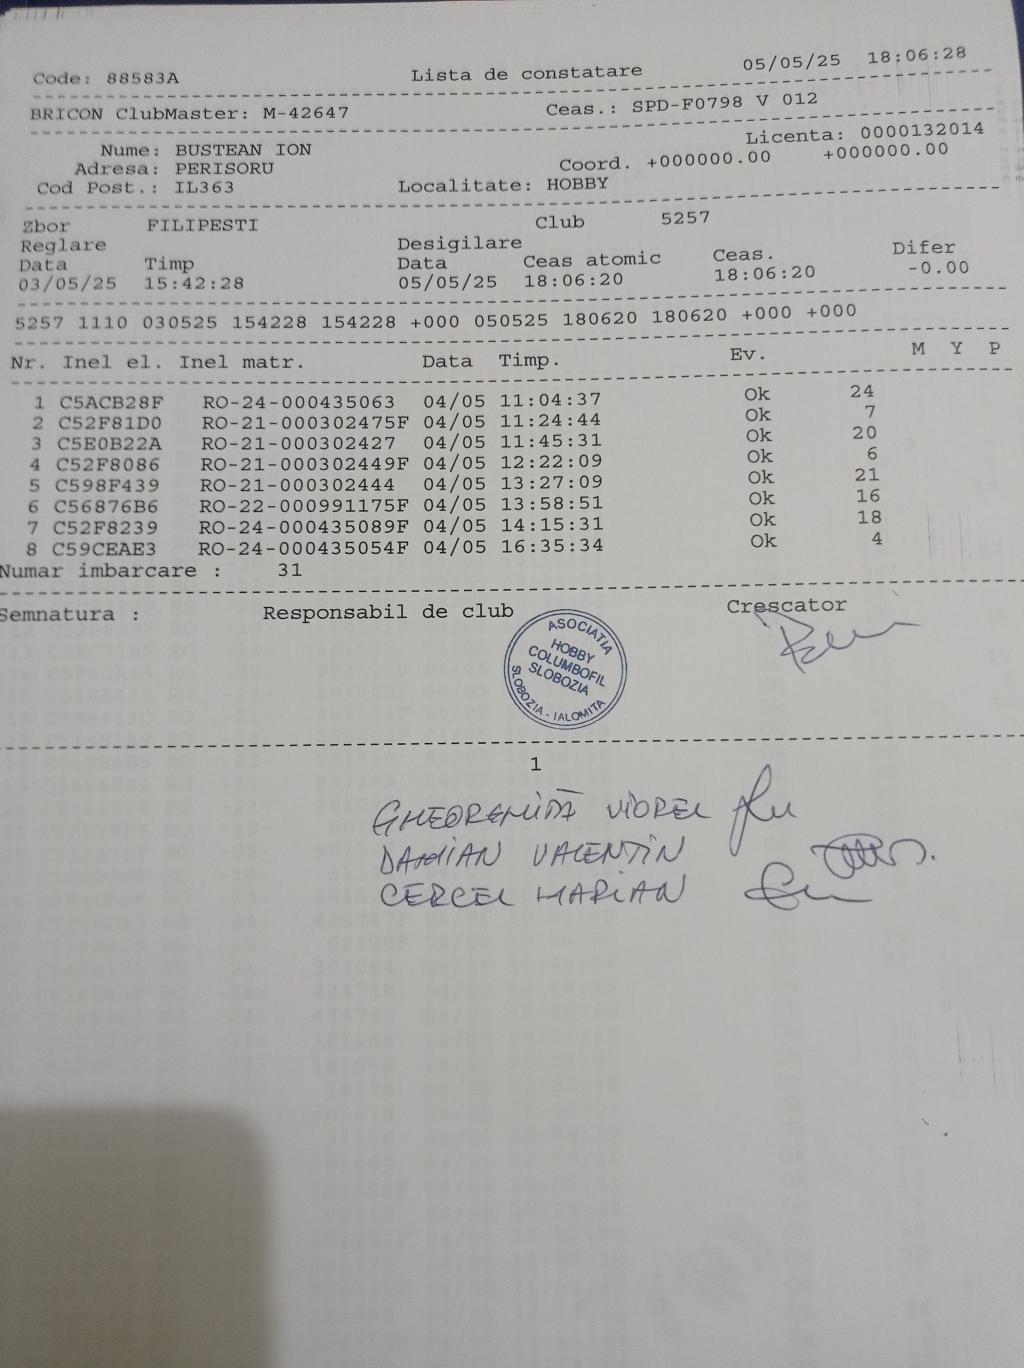 Code: 88583A Lista de constatare 05/05/25 18:06:28
BRICON ClubMaster: M-42647 Ceas.: SPD-F0798 V 012
Licenta: 0000132014
Nume: BUSTEAN ION
Adresa: PERISORU Coord. +000000.00 +000000.00
Cod Post.: IL363 Localitate: HOBBY
Zbor FILIPESTI Club 5257
Reglare Desigilare
Data Timp Data Ceas atomic Ceas. Difer
03/05/25 15:42:28 05/05/25 18:06:20 18:06:20 -0.00
5257 1110 030525 154228 154228 +000 050525 180620 180620 +000 +000
Nr. Inel el. Inel matr. Data Timp. Ev. M Y P
1 C5ACB28F RO-24-000435063 04/05 11:04:37 Ok 24
2 C52F81D0 RO-21-000302475F 04/05 11:24:44 Ok 7
3 C5E0B22A RO-21-000302427 04/05 11:45:31 Ok 20
4 C52F8086 RO-21-000302449F 04/05 12:22:09 Ok 6
5 C598F439 RO-21-000302444 04/05 13:27:09 Ok 21
6 C56876B6 RO-22-000991175F 04/05 13:58:51 Ok 16
7 C52F8239 RO-24-000435089F 04/05 14:15:31 Ok 18
8 C59CEAE3 RO-24-000435054F 04/05 16:35:34 Ok 4
Numar imbarcare : 31
Semnatura : Responsabil de club Crescator
ASOCIATIA
HOBBY
COLUMBOFIL
SLOBOZIA
SLOBOZIA - IALOMITA
1
GHEORGHITĂ VIOREL
DAMIAN VALENTIN
CERCEL MARIAN